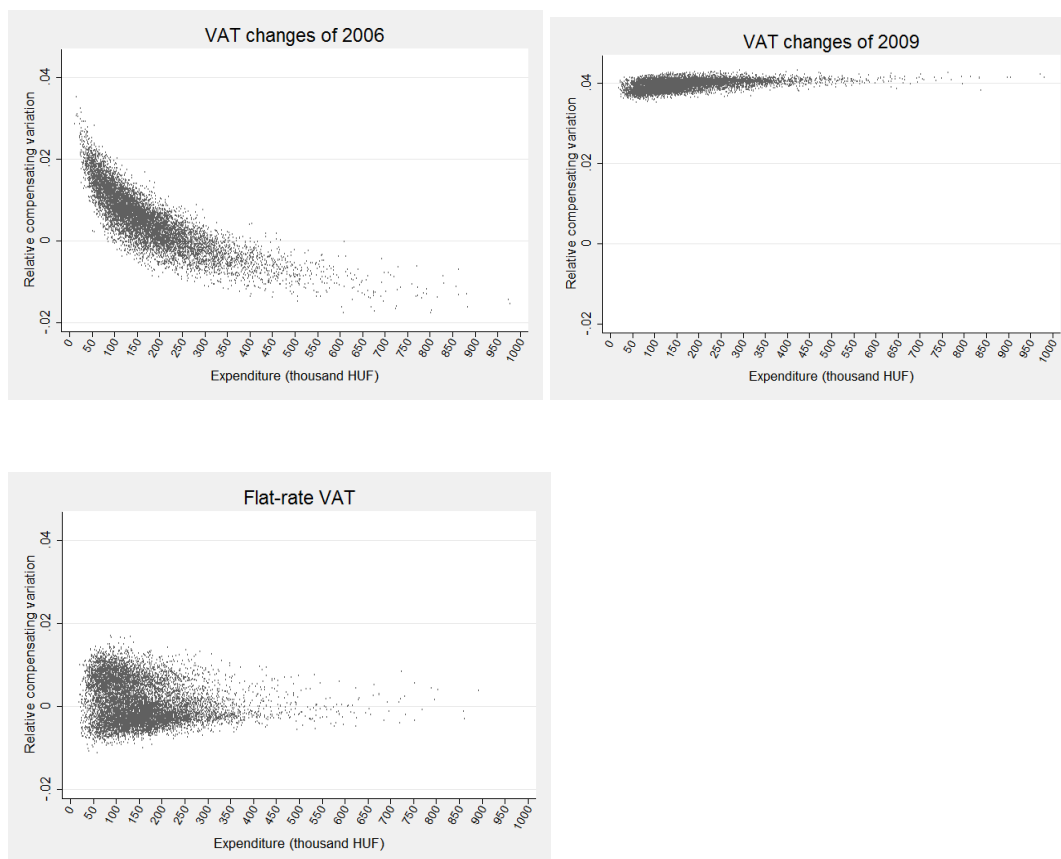 VAT changes of 2006
Relative compensating variation
.04
.02
0
-.02
0 50 100 150 200 250 300 350 400 450 500 550 600 650 700 750 800 850 900 950 1000
Expenditure (thousand HUF)
VAT changes of 2009
Relative compensating variation
.04
.02
0
-.02
0 50 100 150 200 250 300 350 400 450 500 550 600 650 700 750 800 850 900 950 1000
Expenditure (thousand HUF)
Flat-rate VAT
Relative compensating variation
.04
.02
0
-.02
0 50 100 150 200 250 300 350 400 450 500 550 600 650 700 750 800 850 900 950 1000
Expenditure (thousand HUF)